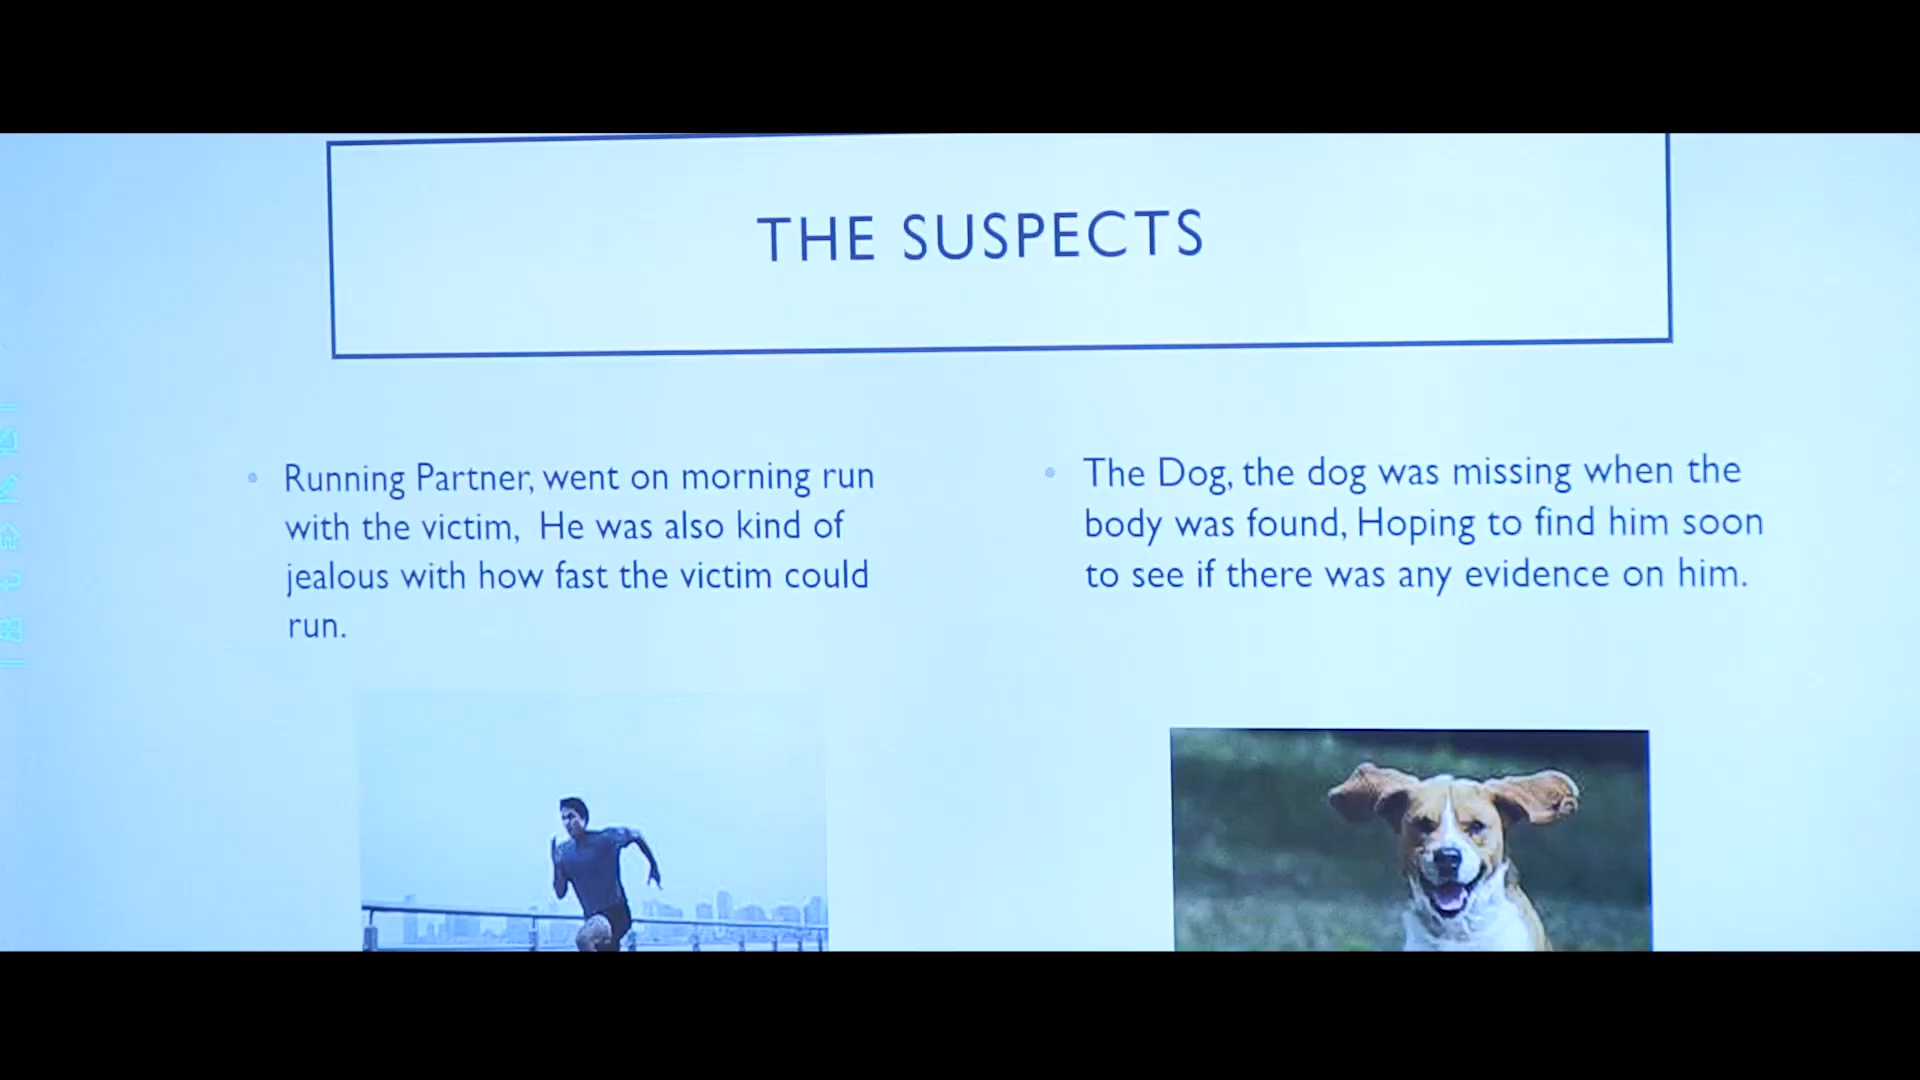 THE SUSPECTS
Running Partner, went on morning run
with the victim, He was also kind of
jealous with how fast the victim could
run.
The Dog, the dog was missing when the
body was found, Hoping to find him soon
to see if there was any evidence on him.